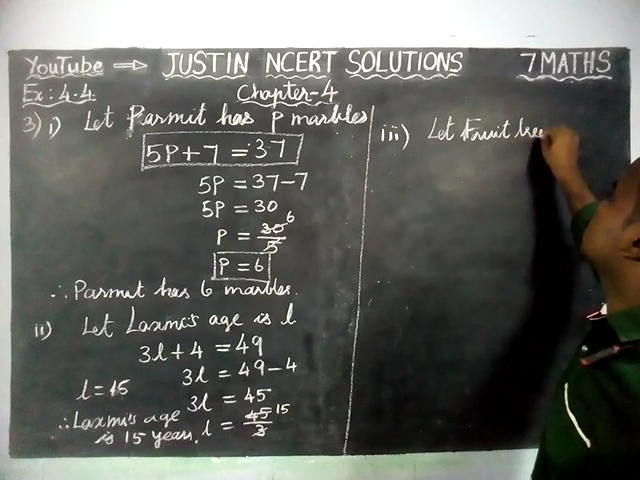 YouTube ⟹ JUSTIN NCERT SOLUTIONS 7 MATHS
Ex: 4.4 Chapter-4
3) i) Let Parmit has P marbles
5P + 7 = 37
5P = 37 - 7
5P = 30
P = 30/5 6
P = 6
∴ Parmit has 6 marbles.
ii) Let Laxmi's age is l
3l + 4 = 49
3l = 49 - 4
3l = 45
l = 45/3 15
l = 15
∴ Laxmi's age
is 15 years.
iii) Let Fruit tree